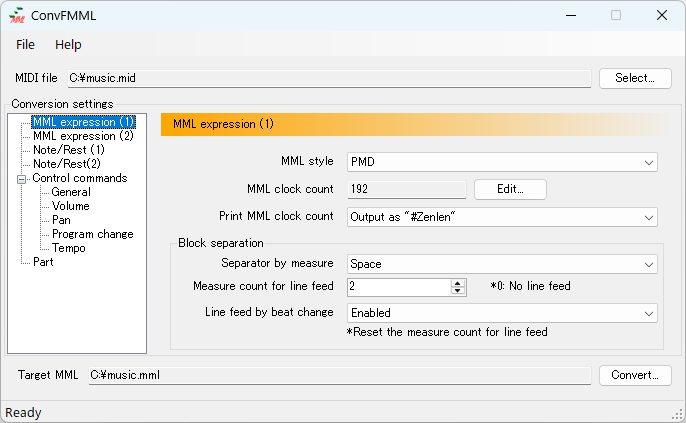 ConvFMML
File Help
MIDI file C:¥music.mid Select...
Conversion settings
MML expression (1)
MML expression (2)
Note/Rest (1)
Note/Rest(2)
Control commands
General
Volume
Pan
Program change
Tempo
Part
MML expression (1)
MML style PMD
MML clock count 192 Edit...
Print MML clock count Output as "#Zenlen"
Block separation
Separator by measure Space
Measure count for line feed 2 *0: No line feed
Line feed by beat change Enabled
*Reset the measure count for line feed
Target MML C:¥music.mml Convert...
Ready